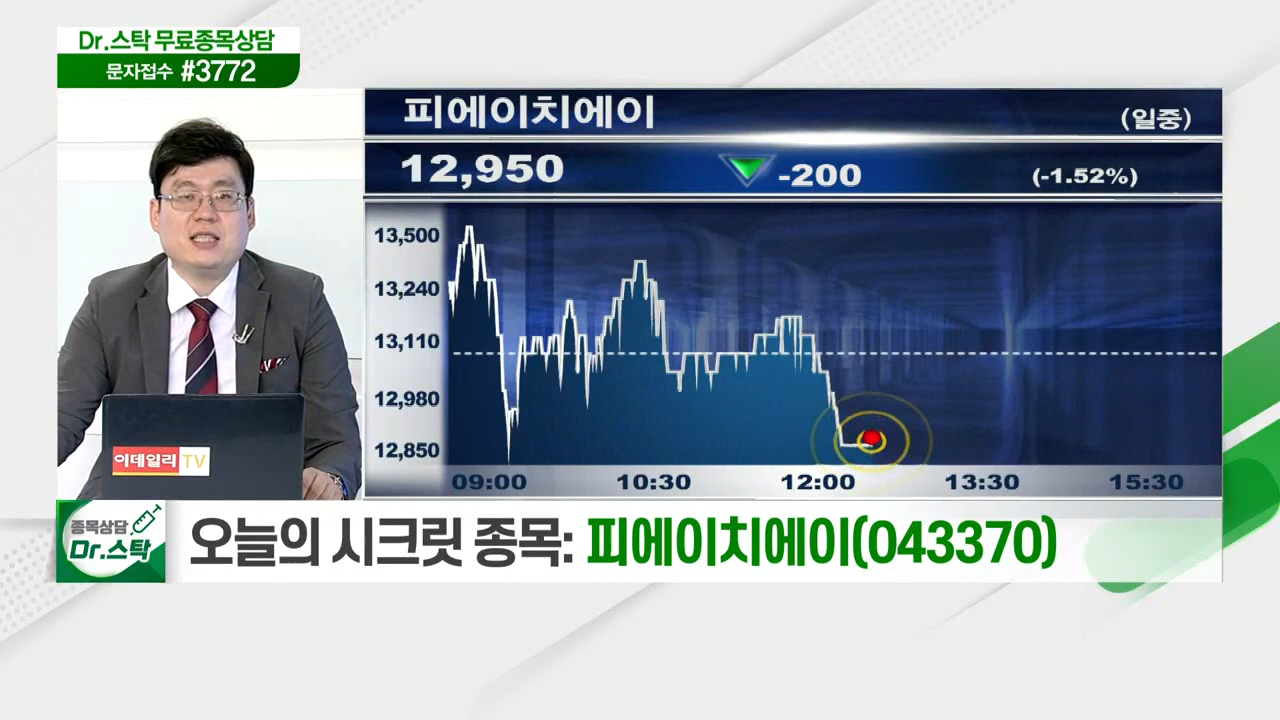 Dr.스탁 무료종목상담
문자접수 #3772
피에이치에이
(일중)
12,950
-200
(-1.52%)
13,500
13,240
13,110
12,980
12,850
09:00 10:30 12:00 13:30 15:30
이데일리TV
종목상담
Dr.스탁
오늘의 시크릿 종목: 피에이치에이(043370)